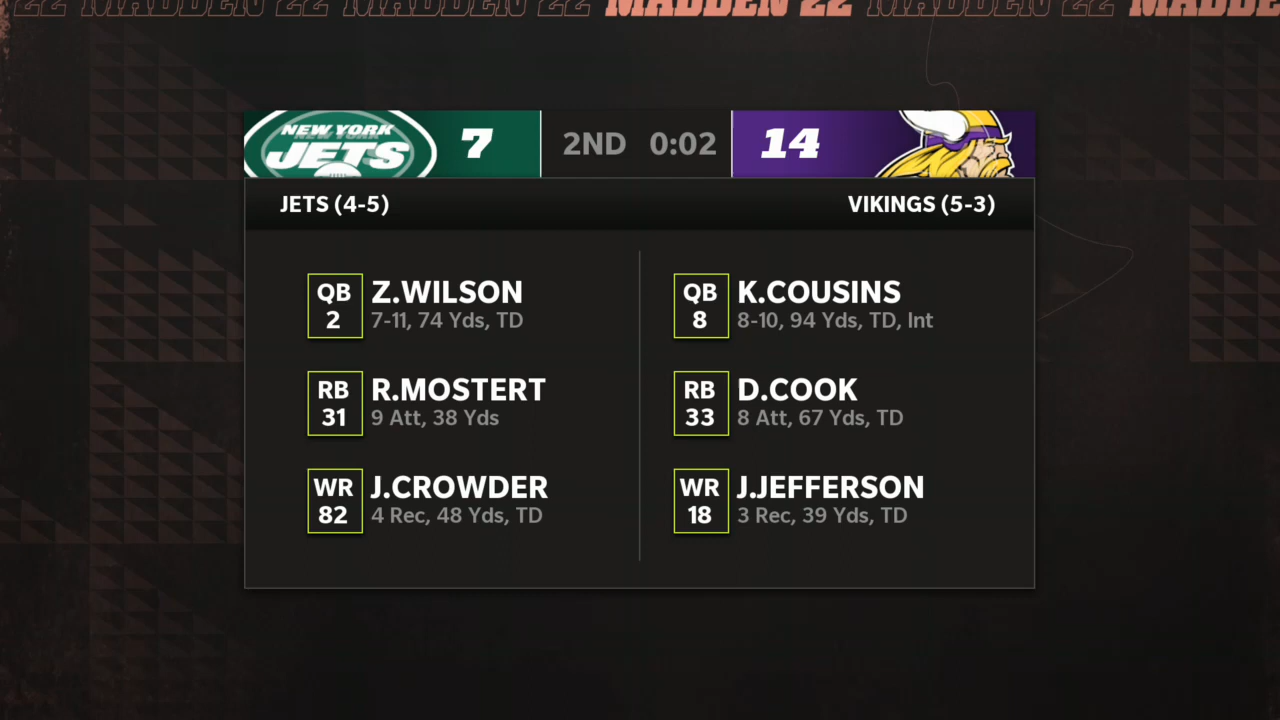 22 MADDEN 22 MADDEN 22 MADDEN 22 MADDEN 22 MADDEN 22 MADDE
NEW YORK
JETS
7
2ND 0:02
14
JETS (4-5)
VIKINGS (5-3)
QB
2
Z.WILSON
7-11, 74 Yds, TD
RB
31
R.MOSTERT
9 Att, 38 Yds
WR
82
J.CROWDER
4 Rec, 48 Yds, TD
QB
8
K.COUSINS
8-10, 94 Yds, TD, Int
RB
33
D.COOK
8 Att, 67 Yds, TD
WR
18
J.JEFFERSON
3 Rec, 39 Yds, TD